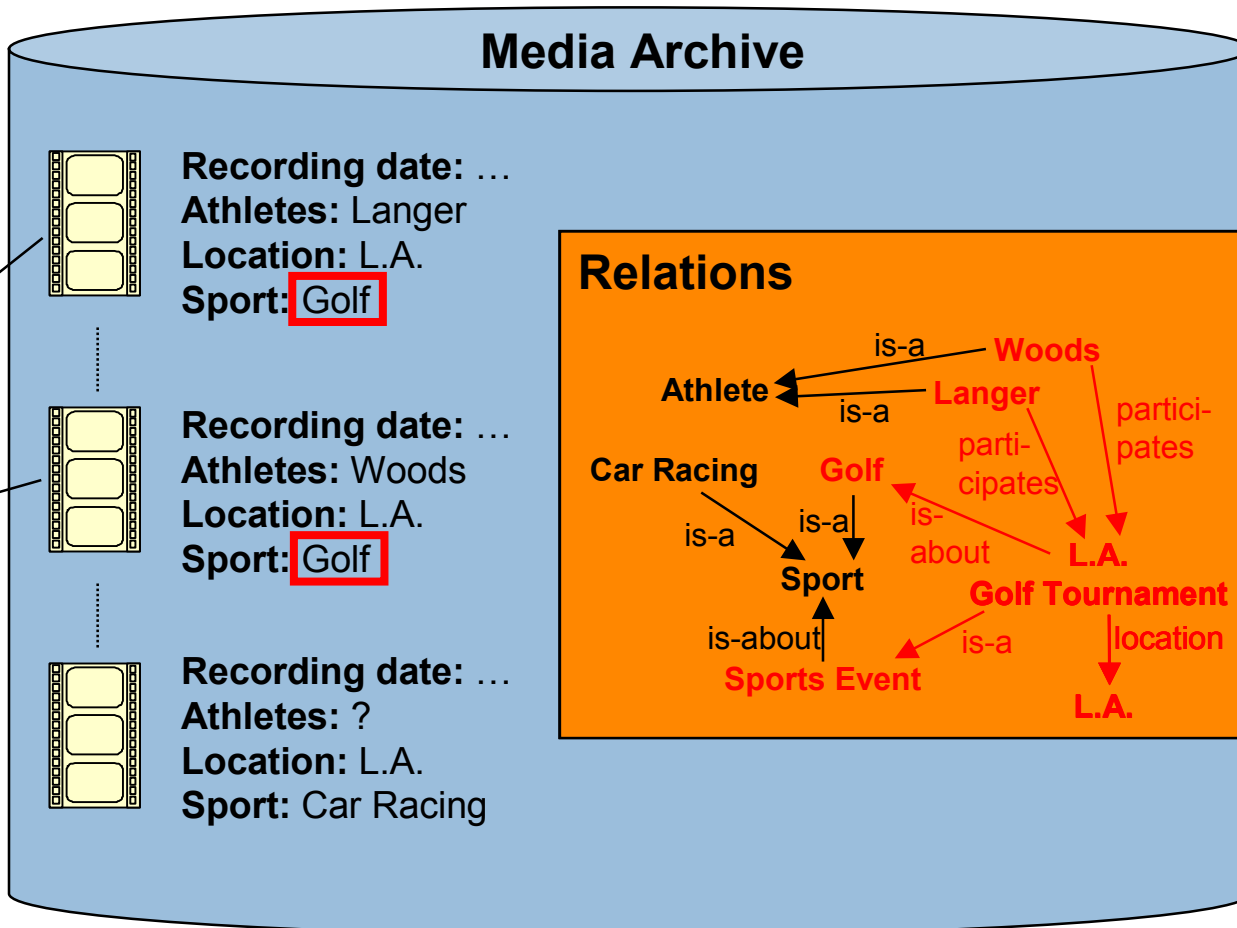 Media Archive
Recording date: …
Athletes: Langer
Location: L.A.
Sport: Golf
Recording date: …
Athletes: Woods
Location: L.A.
Sport: Golf
Recording date: …
Athletes: ?
Location: L.A.
Sport: Car Racing
Relations
is-a
Woods
Athlete
Langer
is-a
partici-
pates
parti-
cipates
Car Racing
Golf
is-a
is-a
is-
about
L.A.
Golf Tournament
Sport
is-about
is-a
location
Sports Event
L.A.